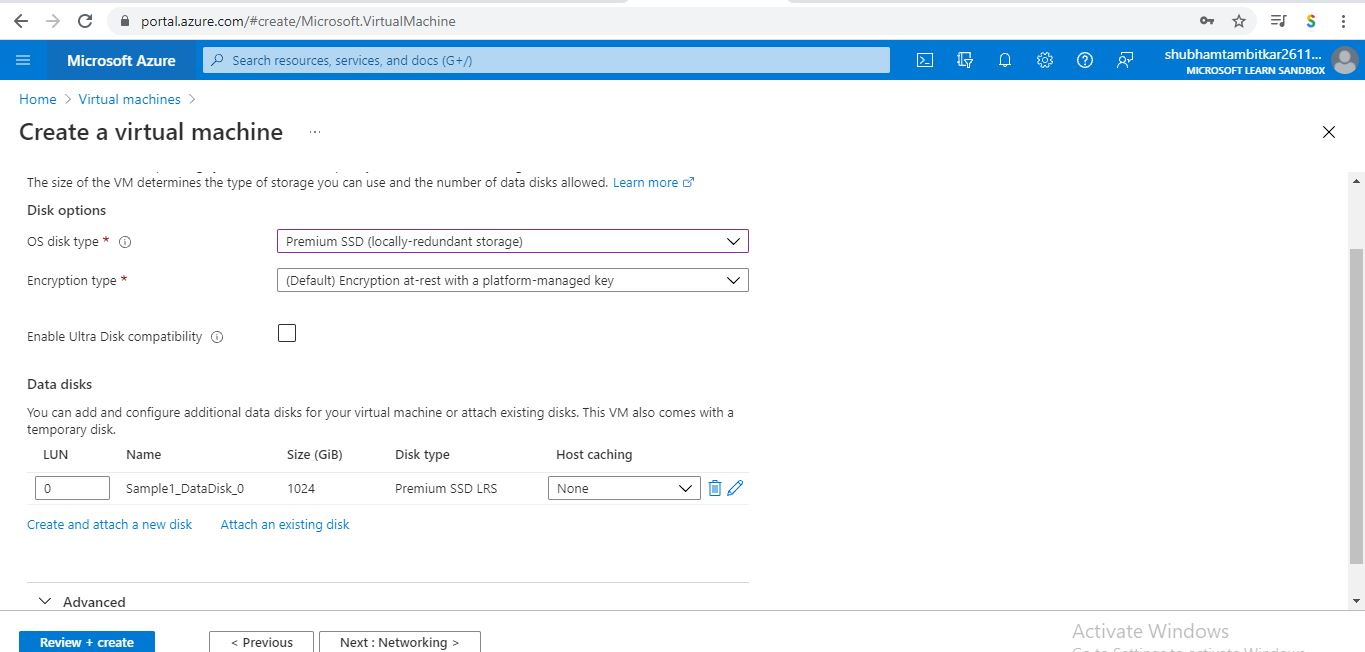 portal.azure.com/#create/Microsoft.VirtualMachine
Microsoft Azure
Search resources, services, and docs (G+/)
shubhamtambitkar2611...
MICROSOFT LEARN SANDBOX
Home > Virtual machines >
Create a virtual machine ...
The size of the VM determines the type of storage you can use and the number of data disks allowed. Learn more
Disk options
OS disk type * Premium SSD (locally-redundant storage)
Encryption type * (Default) Encryption at-rest with a platform-managed key
Enable Ultra Disk compatibility
Data disks
You can add and configure additional data disks for your virtual machine or attach existing disks. This VM also comes with a
temporary disk.
LUN Name Size (GiB) Disk type Host caching
0 Sample1_DataDisk_0 1024 Premium SSD LRS None
Create and attach a new disk Attach an existing disk
Advanced
Review + create < Previous Next : Networking >
Activate Windows
Go to Settings to activate Windows.